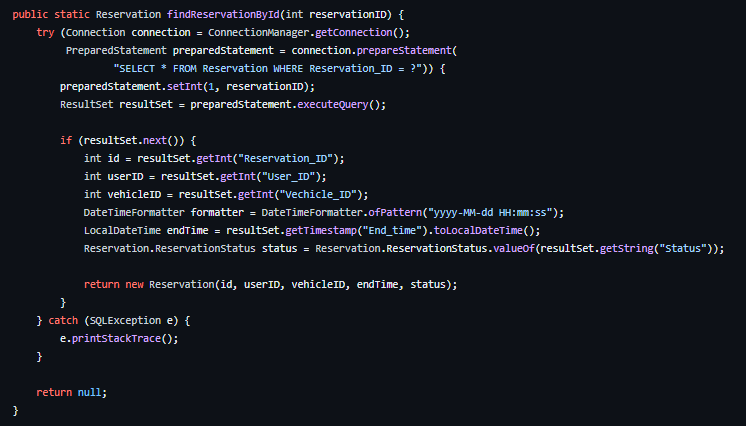 public static Reservation findReservationById(int reservationID) {
    try (Connection connection = ConnectionManager.getConnection();
         PreparedStatement preparedStatement = connection.prepareStatement(
                 "SELECT * FROM Reservation WHERE Reservation_ID = ?")) {
        preparedStatement.setInt(1, reservationID);
        ResultSet resultSet = preparedStatement.executeQuery();

        if (resultSet.next()) {
            int id = resultSet.getInt("Reservation_ID");
            int userID = resultSet.getInt("User_ID");
            int vehicleID = resultSet.getInt("Vechicle_ID");
            DateTimeFormatter formatter = DateTimeFormatter.ofPattern("yyyy-MM-dd HH:mm:ss");
            LocalDateTime endTime = resultSet.getTimestamp("End_time").toLocalDateTime();
            Reservation.ReservationStatus status = Reservation.ReservationStatus.valueOf(resultSet.getString("Status"));

            return new Reservation(id, userID, vehicleID, endTime, status);
        }
    } catch (SQLException e) {
        e.printStackTrace();
    }

    return null;
}